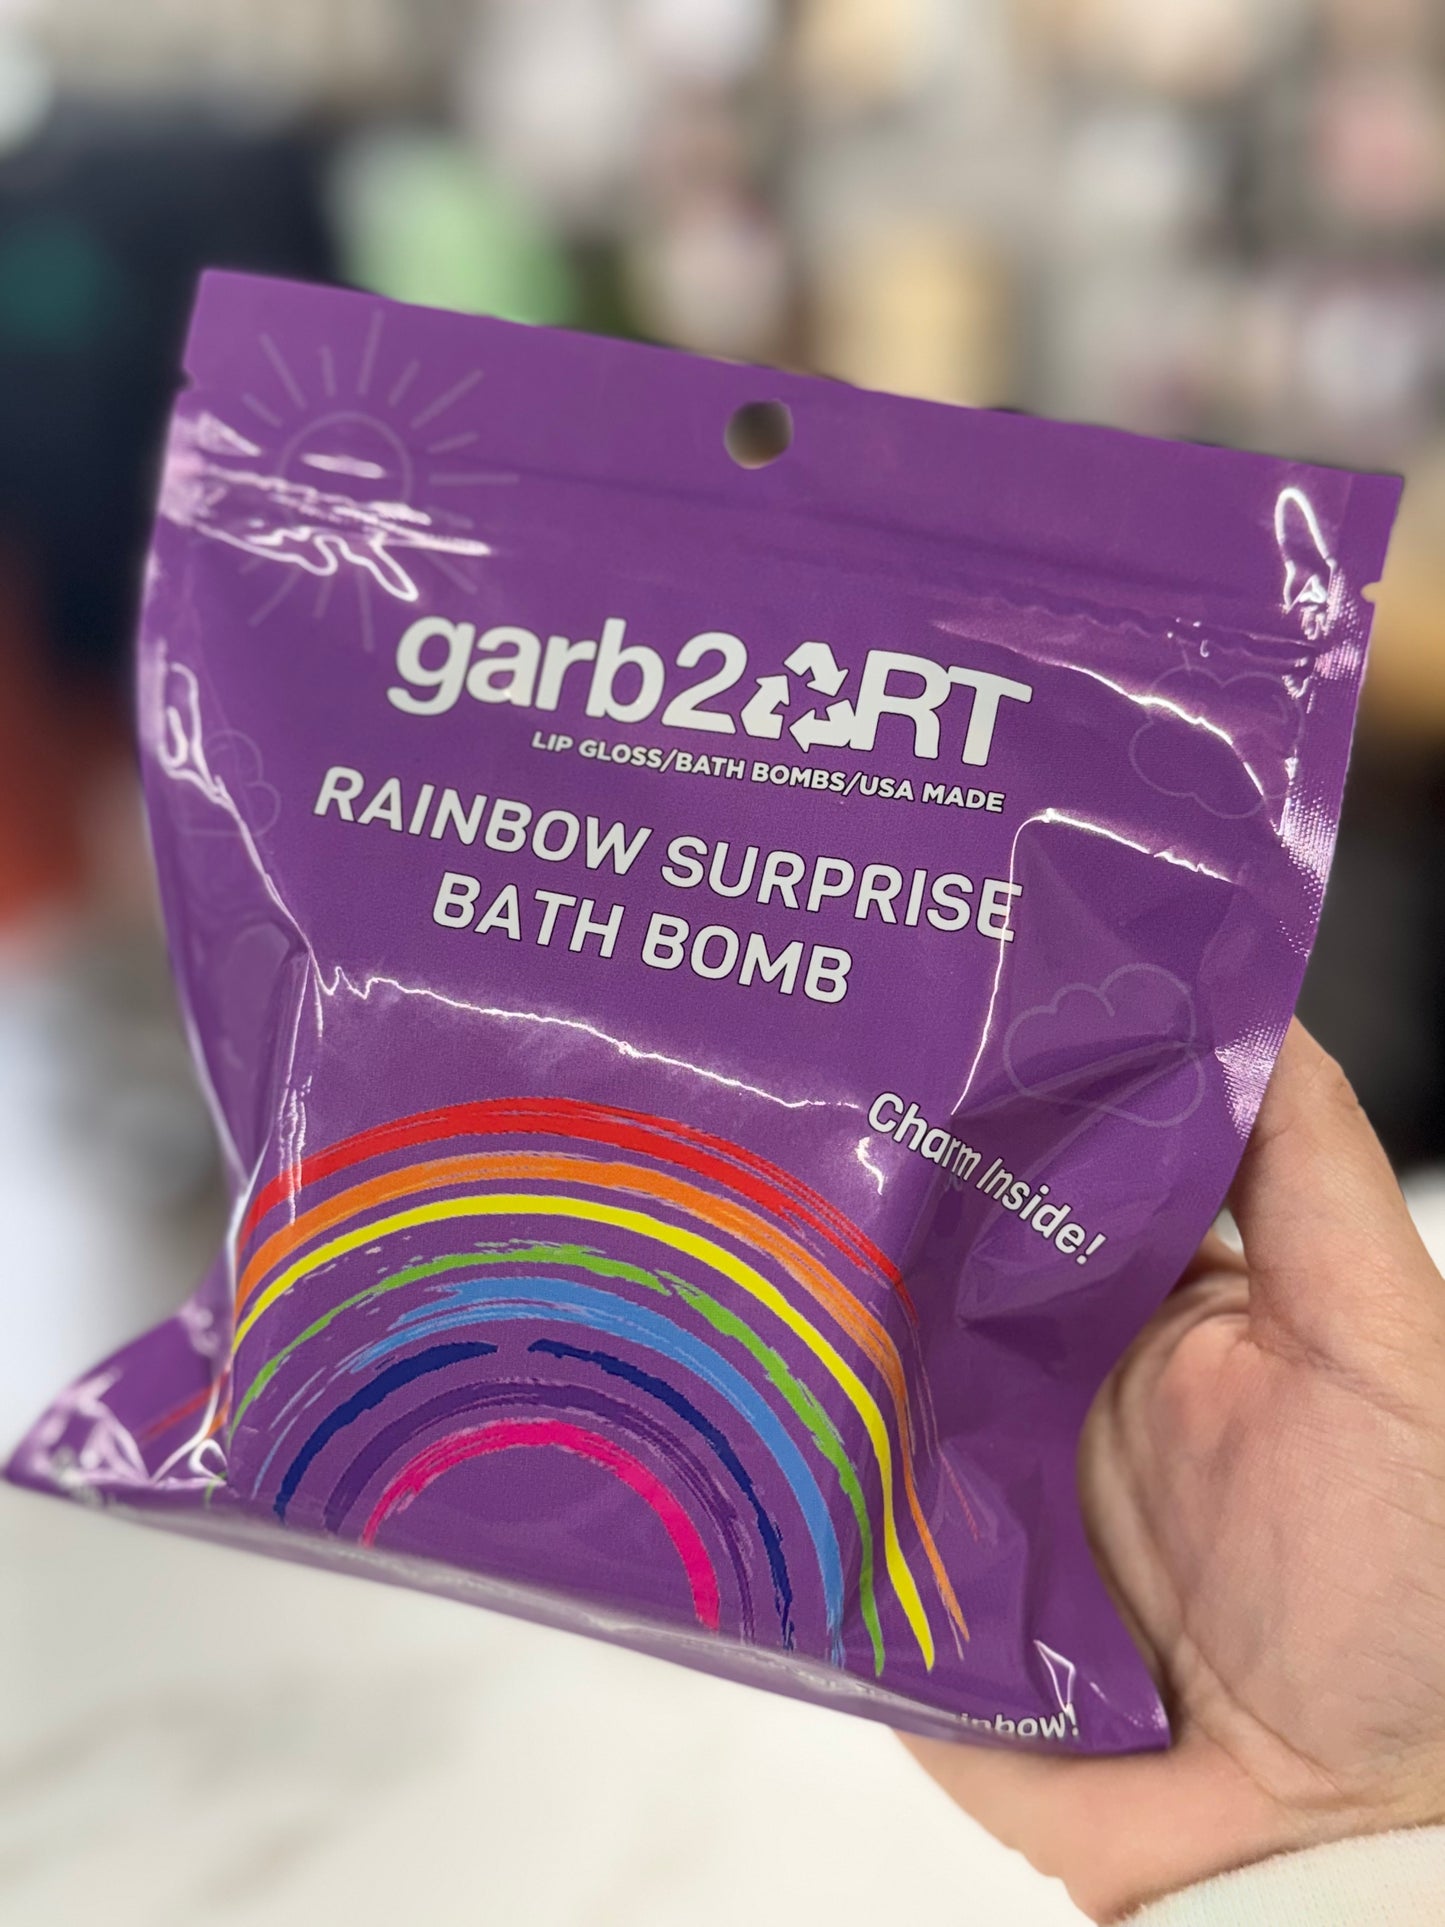 garb2ART
LIP GLOSS/BATH BOMBS/USA MADE
RAINBOW SURPRISE
BATH BOMB
Charm Inside!